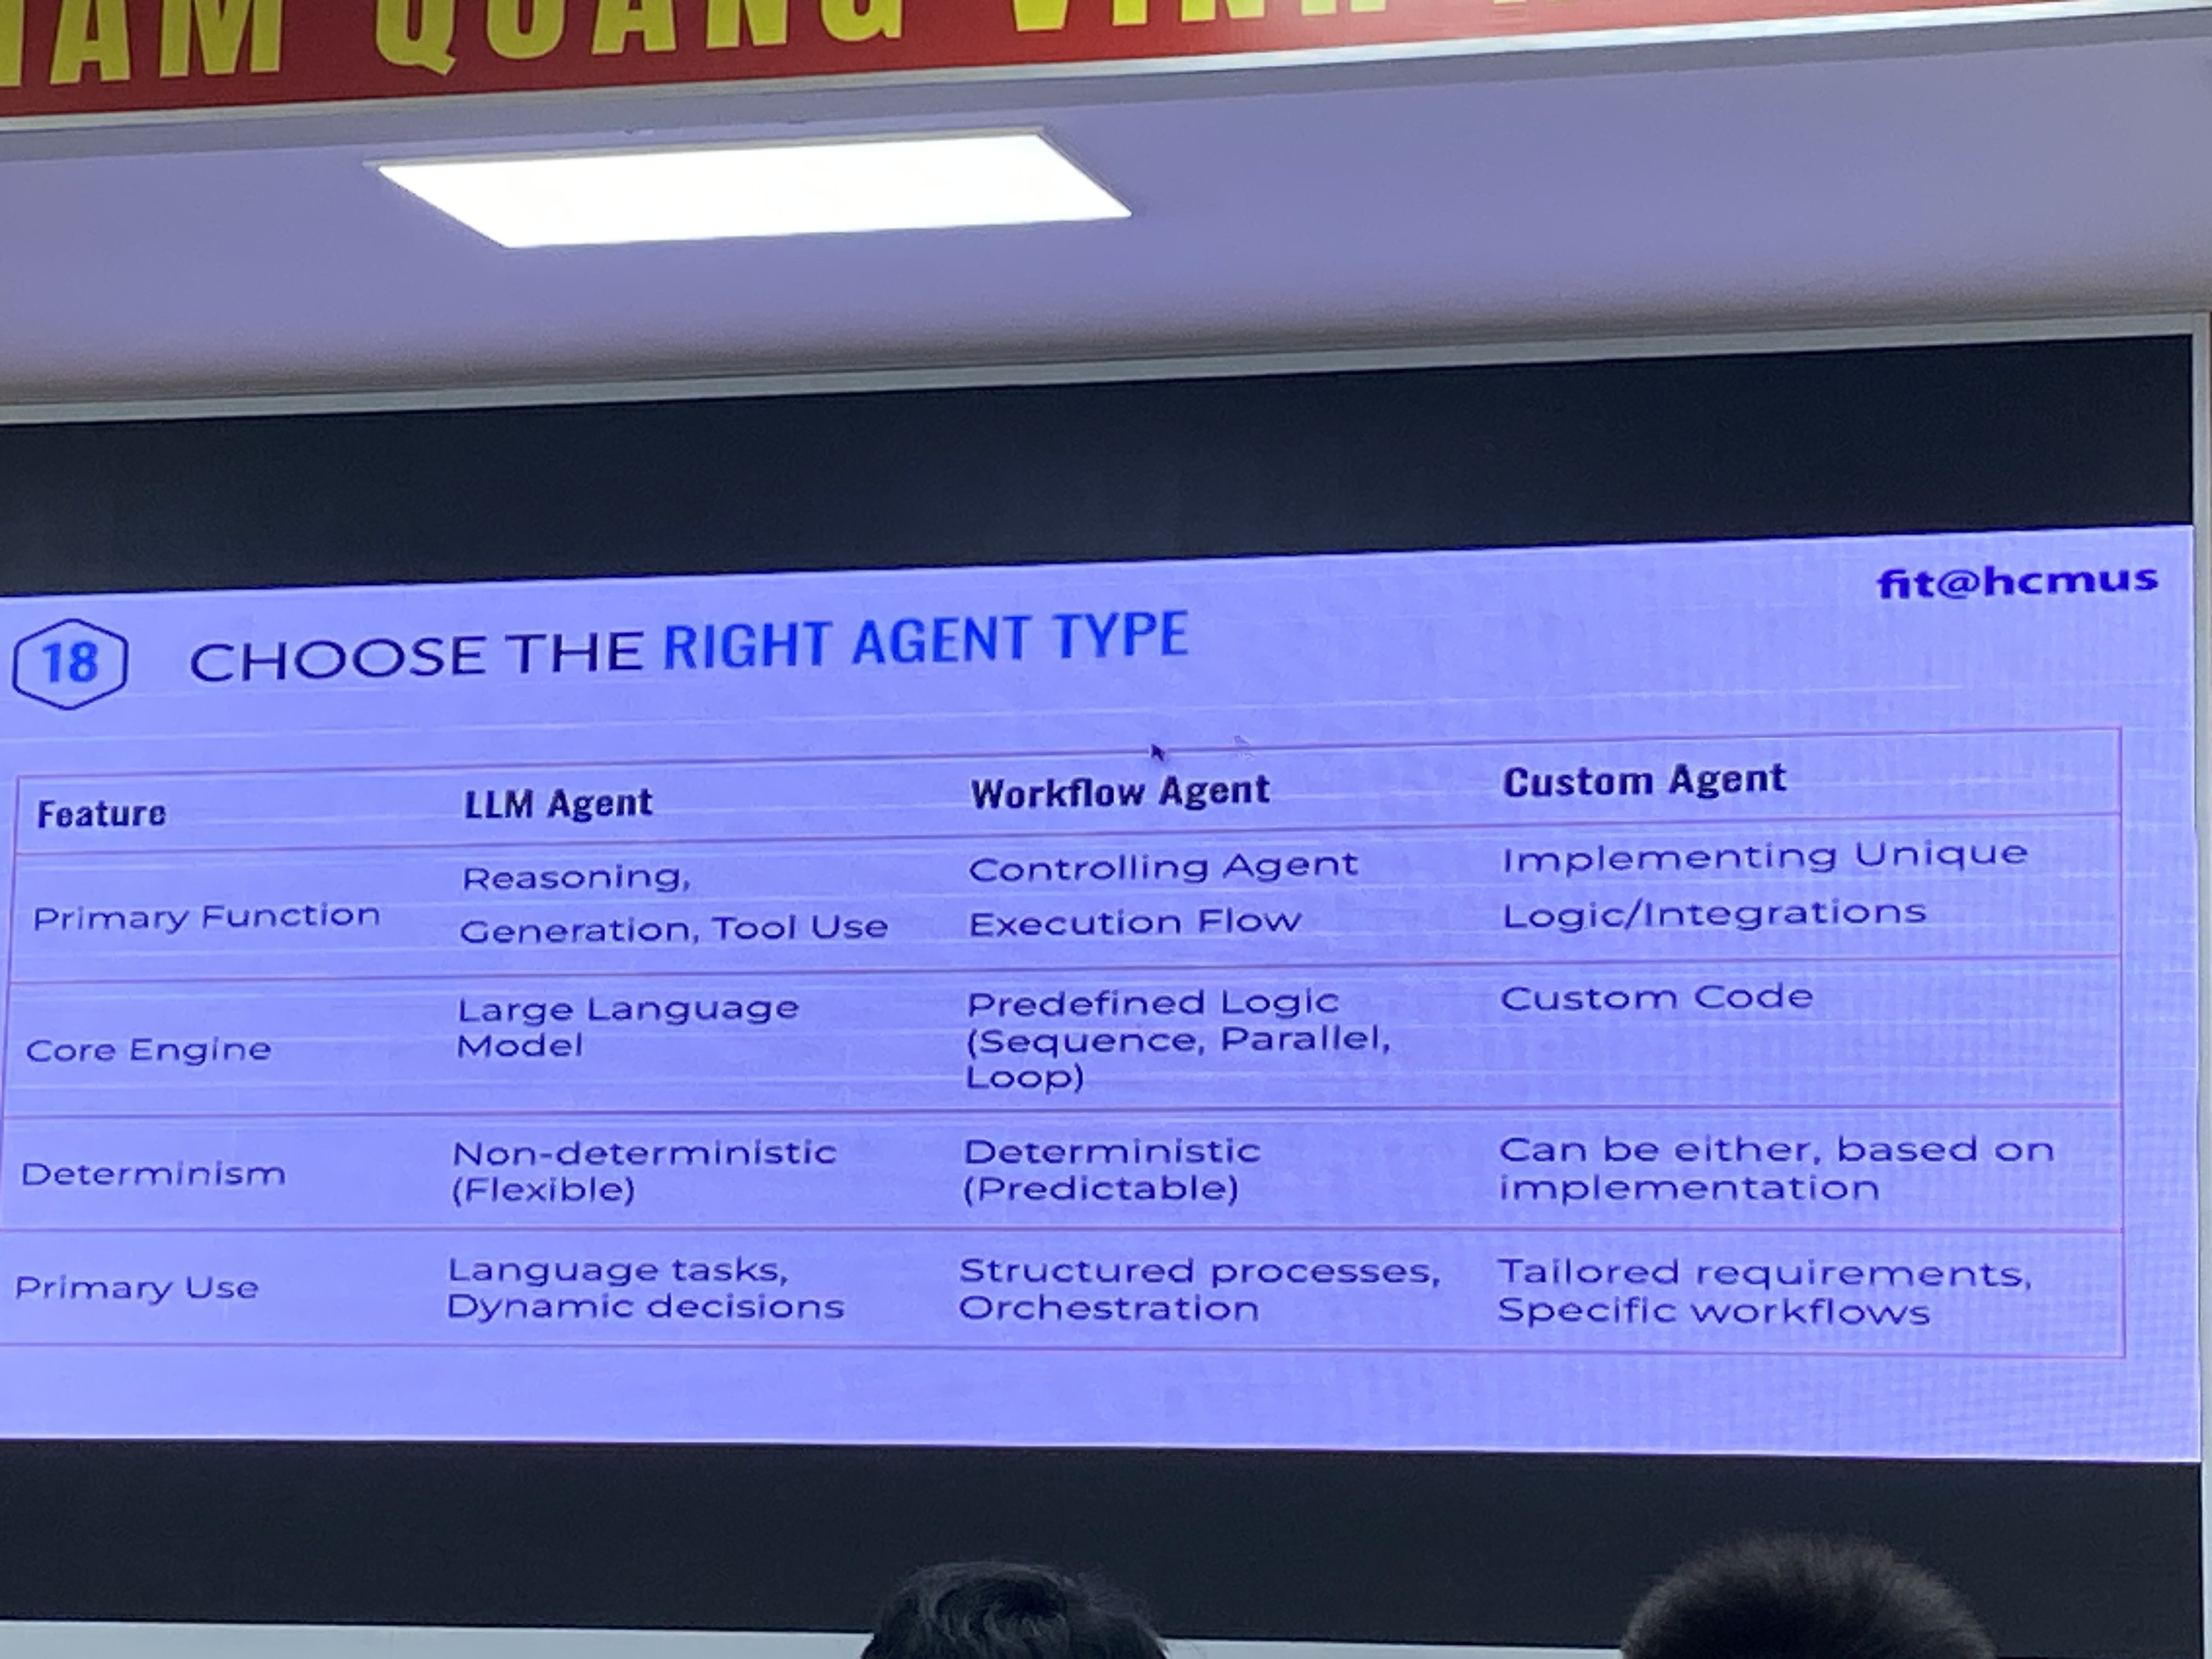 QUANG
fit@hcmus
18 CHOOSE THE RIGHT AGENT TYPE
Feature LLM Agent Workflow Agent Custom Agent
Primary Function Reasoning, Generation, Tool Use Controlling Agent Execution Flow Implementing Unique Logic/Integrations
Core Engine Large Language Model Predefined Logic (Sequence, Parallel, Loop) Custom Code
Determinism Non-deterministic (Flexible) Deterministic (Predictable) Can be either, based on implementation
Primary Use Language tasks, Dynamic decisions Structured processes, Orchestration Tailored requirements, Specific workflows